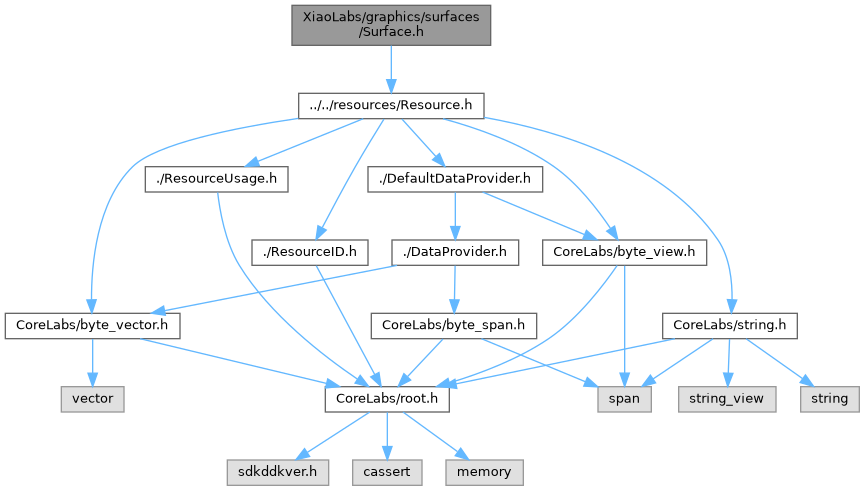 XiaoLabs/graphics/surfaces
/Surface.h
../../resources/Resource.h
./ResourceUsage.h
./DefaultDataProvider.h
./ResourceID.h
./DataProvider.h
CoreLabs/byte_view.h
CoreLabs/byte_vector.h
CoreLabs/byte_span.h
CoreLabs/string.h
vector
CoreLabs/root.h
span
string_view
string
sdkddkver.h
cassert
memory